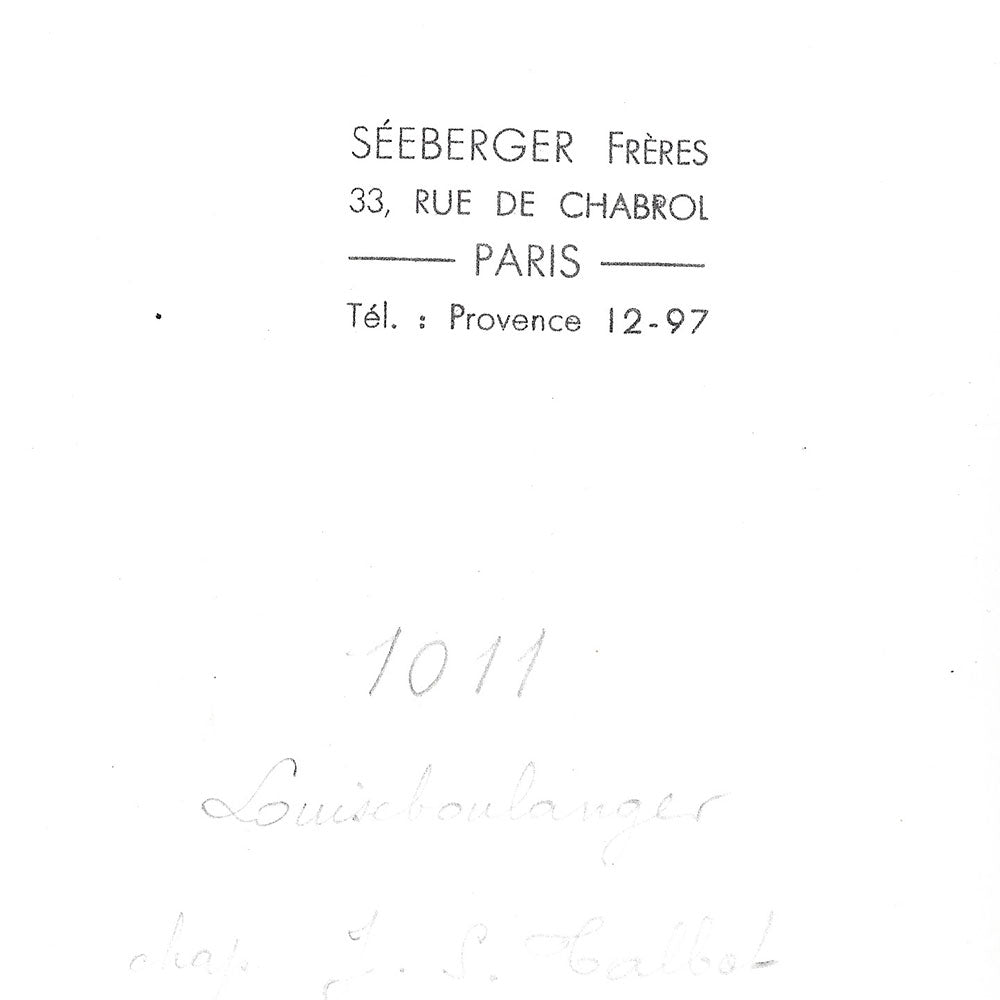 SÉEBERGER FRÈRES
33, RUE DE CHABROL
PARIS
Tél. : Provence 12-97
1011
Louiseboulanger
chap. J. S. Talbot